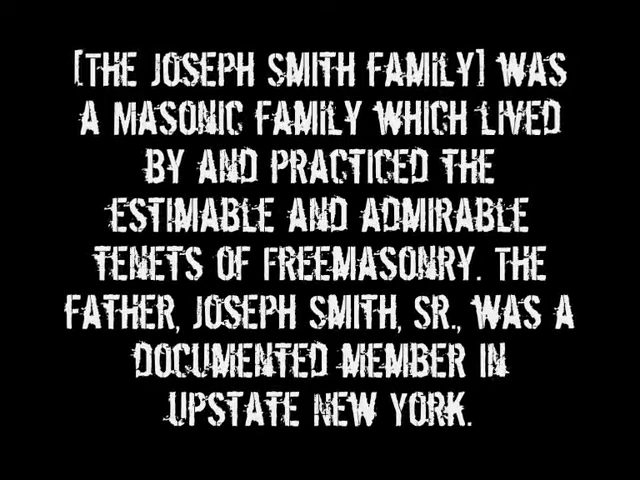 [THE JOSEPH SMITH FAMILY] WAS
A MASONIC FAMILY WHICH LIVED
BY AND PRACTICED THE
ESTIMABLE AND ADMIRABLE
TENETS OF FREEMASONRY. THE
FATHER, JOSEPH SMITH, SR., WAS A
DOCUMENTED MEMBER IN
UPSTATE NEW YORK.